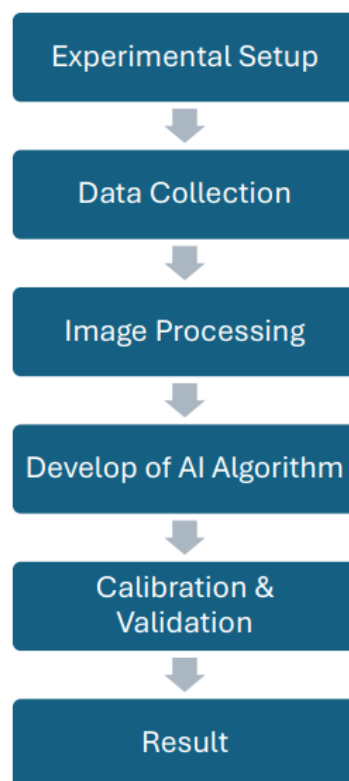 Experimental Setup
Data Collection
Image Processing
Develop of AI Algorithm
Calibration &
Validation
Result